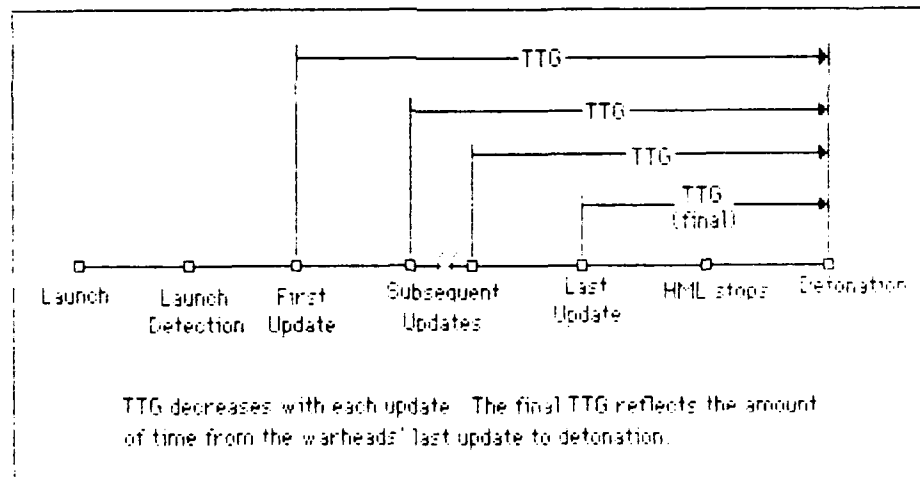 TTG
TTG
TTG
TTG
(final)
Launch
Launch
Detection
First
Update
Subsequent
Updates
Last
Update
HML stops
Detonation
TTG decreases with each update. The final TTG reflects the amount
of time from the warheads' last update to detonation.